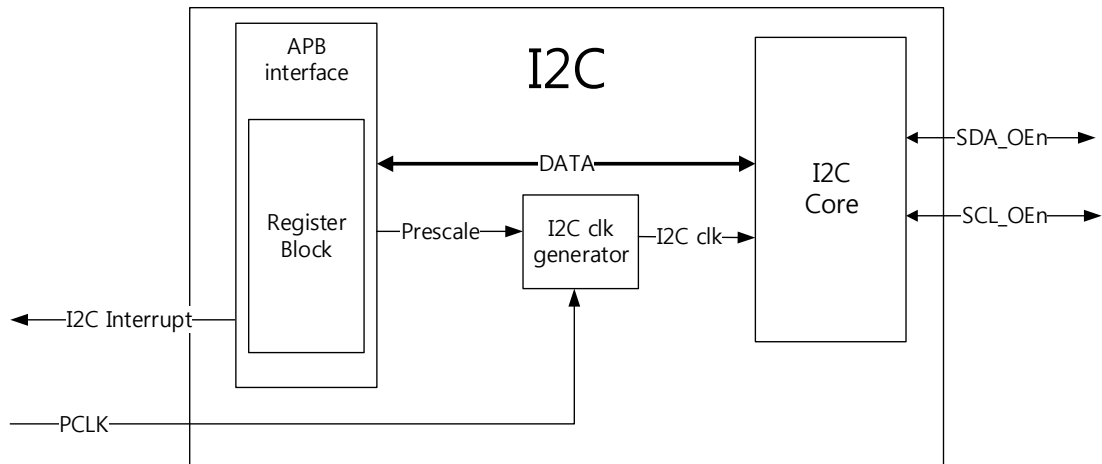 APB
interface
I2C
Register
Block
DATA
Prescale
I2C clk
generator
I2C clk
I2C
Core
SDA_OEn
SCL_OEn
I2C Interrupt
PCLK